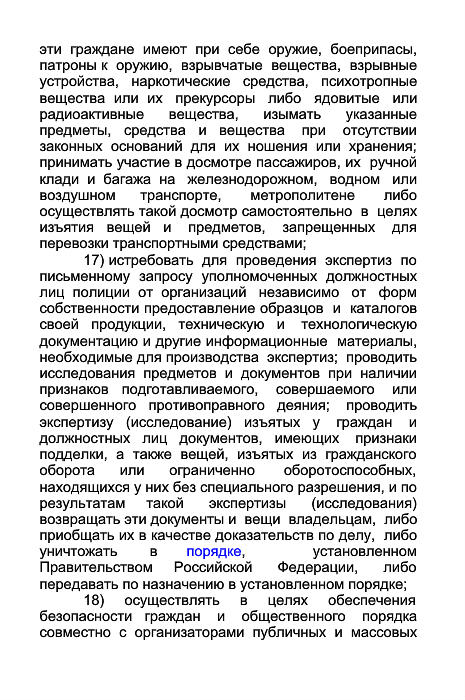 эти граждане имеют при себе оружие, боеприпасы,
патроны к оружию, взрывчатые вещества, взрывные
устройства, наркотические средства, психотропные
вещества или их прекурсоры либо ядовитые или
радиоактивные вещества, изымать указанные
предметы, средства и вещества при отсутствии
законных оснований для их ношения или хранения;
принимать участие в досмотре пассажиров, их ручной
клади и багажа на железнодорожном, водном или
воздушном транспорте, метрополитене либо
осуществлять такой досмотр самостоятельно в целях
изъятия вещей и предметов, запрещенных для
перевозки транспортными средствами;
17) истребовать для проведения экспертиз по
письменному запросу уполномоченных должностных
лиц полиции от организаций независимо от форм
собственности предоставление образцов и каталогов
своей продукции, техническую и технологическую
документацию и другие информационные материалы,
необходимые для производства экспертиз; проводить
исследования предметов и документов при наличии
признаков подготавливаемого, совершаемого или
совершенного противоправного деяния; проводить
экспертизу (исследование) изъятых у граждан и
должностных лиц документов, имеющих признаки
подделки, а также вещей, изъятых из гражданского
оборота или ограниченно оборотоспособных,
находящихся у них без специального разрешения, и по
результатам такой экспертизы (исследования)
возвращать эти документы и вещи владельцам, либо
приобщать их в качестве доказательств по делу, либо
уничтожать в порядке, установленном
Правительством Российской Федерации, либо
передавать по назначению в установленном порядке;
18) осуществлять в целях обеспечения
безопасности граждан и общественного порядка
совместно с организаторами публичных и массовых